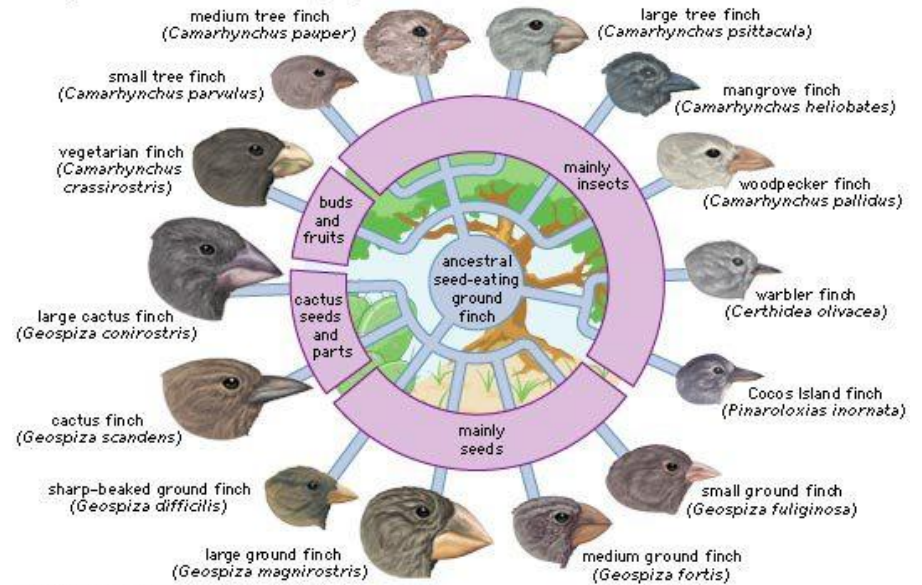 medium tree finch
(Camarhynchus pauper)
large tree finch
(Camarhynchus psittacula)
small tree finch
(Camarhynchus parvulus)
mangrove finch
(Camarhynchus heliobates)
vegetarian finch
(Camarhynchus
crassirostris)
mainly
insects
woodpecker finch
(Camarhynchus pallidus)
buds
and
fruits
ancestral
seed-eating
ground
finch
warbler finch
(Certhidea olivacea)
large cactus finch
(Geospiza conirostris)
cactus
seeds
and
parts
Cocos Island finch
(Pinaroloxias inornata)
cactus finch
(Geospiza scandens)
mainly
seeds
sharp-beaked ground finch
(Geospiza difficilis)
small ground finch
(Geospiza fuliginosa)
large ground finch
(Geospiza magnirostris)
medium ground finch
(Geospiza fortis)